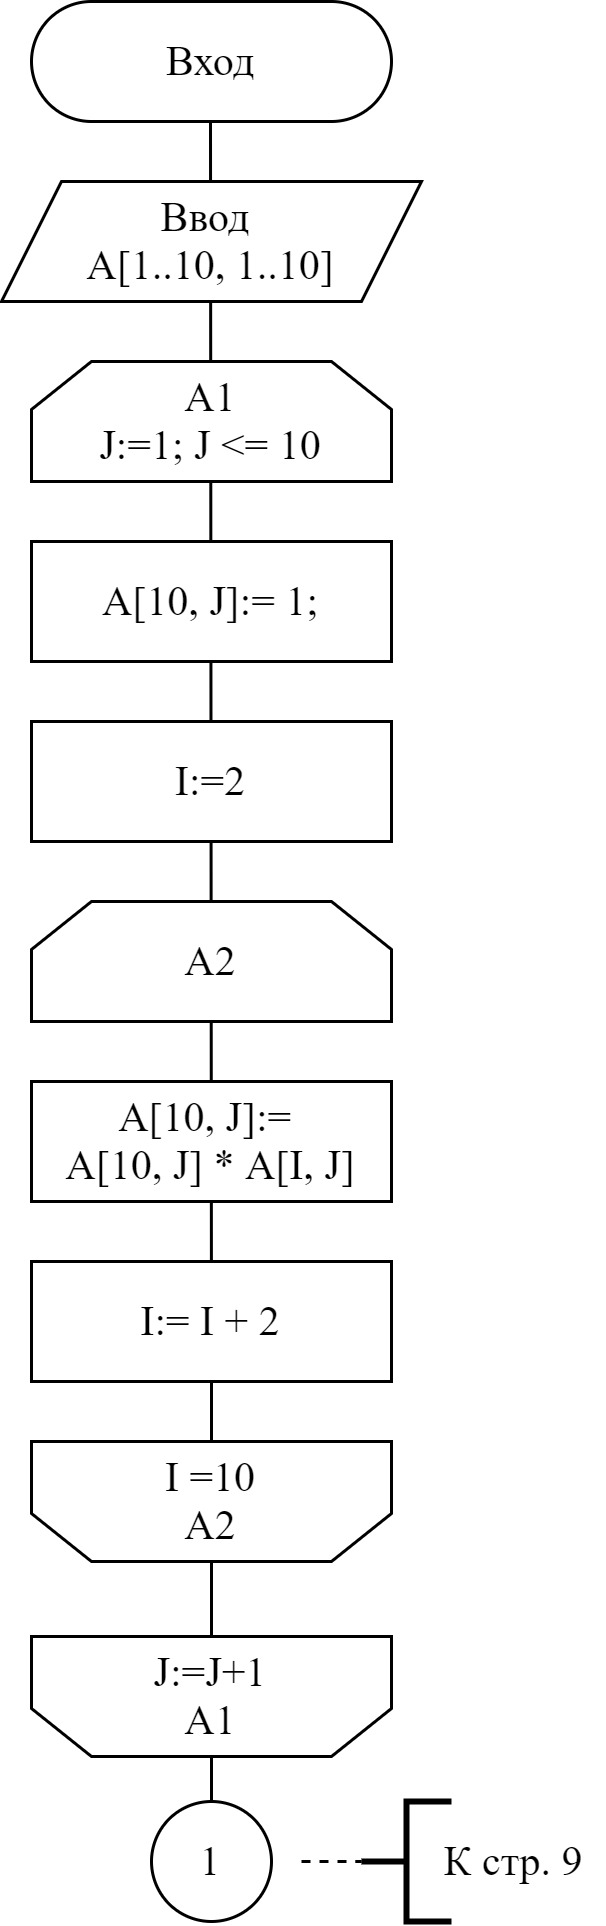 Вход
Ввод
A[1..10, 1..10]
A1
J:=1; J <= 10
A[10, J]:= 1;
I:=2
A2
A[10, J]:=
A[10, J] * A[I, J]
I:= I + 2
I =10
A2
J:=J+1
A1
1
К стр. 9